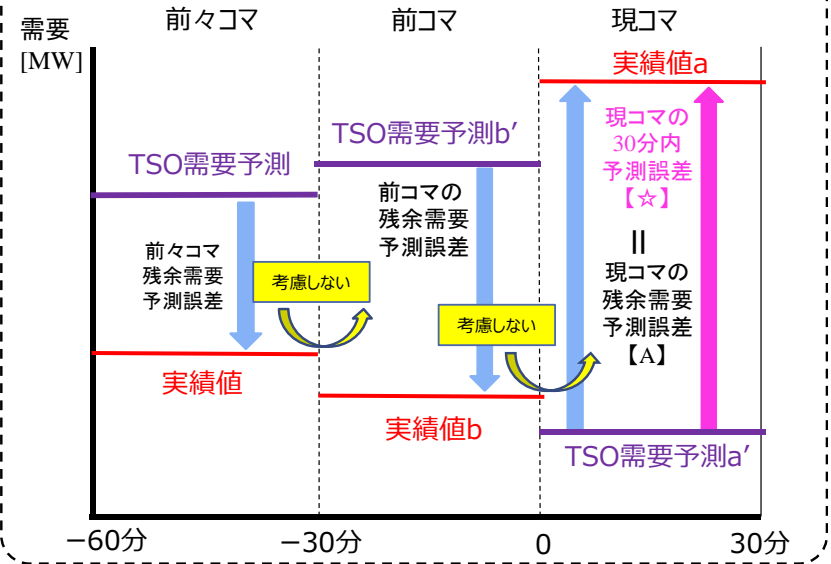 需要
[MW]
前々コマ
前コマ
現コマ
実績値a
TSO需要予測b’
TSO需要予測
前コマの
残余需要
予測誤差
現コマの
30分内
予測誤差
【☆】
=
現コマの
残余需要
予測誤差
【A】
前々コマ
残余需要
予測誤差
考慮しない
考慮しない
実績値
実績値b
TSO需要予測a’
−60分
−30分
0
30分